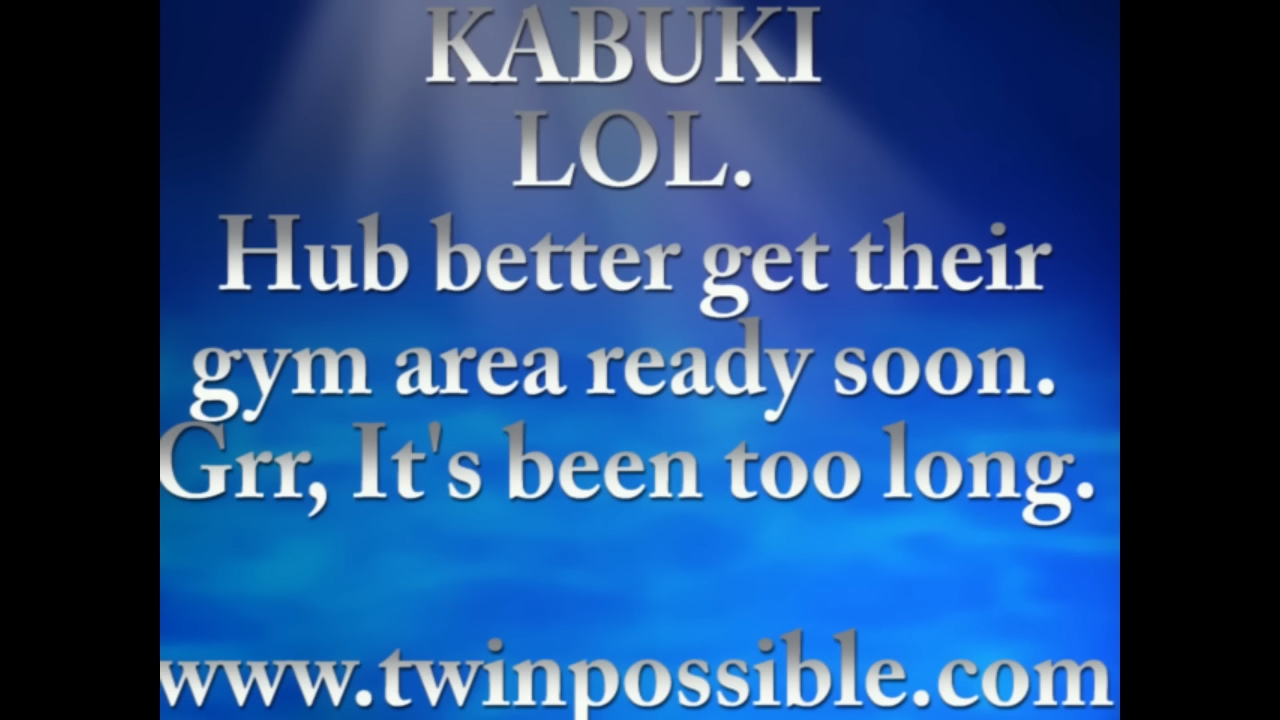 KABUKI
LOL.
Hub better get their
gym area ready soon.
Grr, It's been too long.
www.twinpossible.com